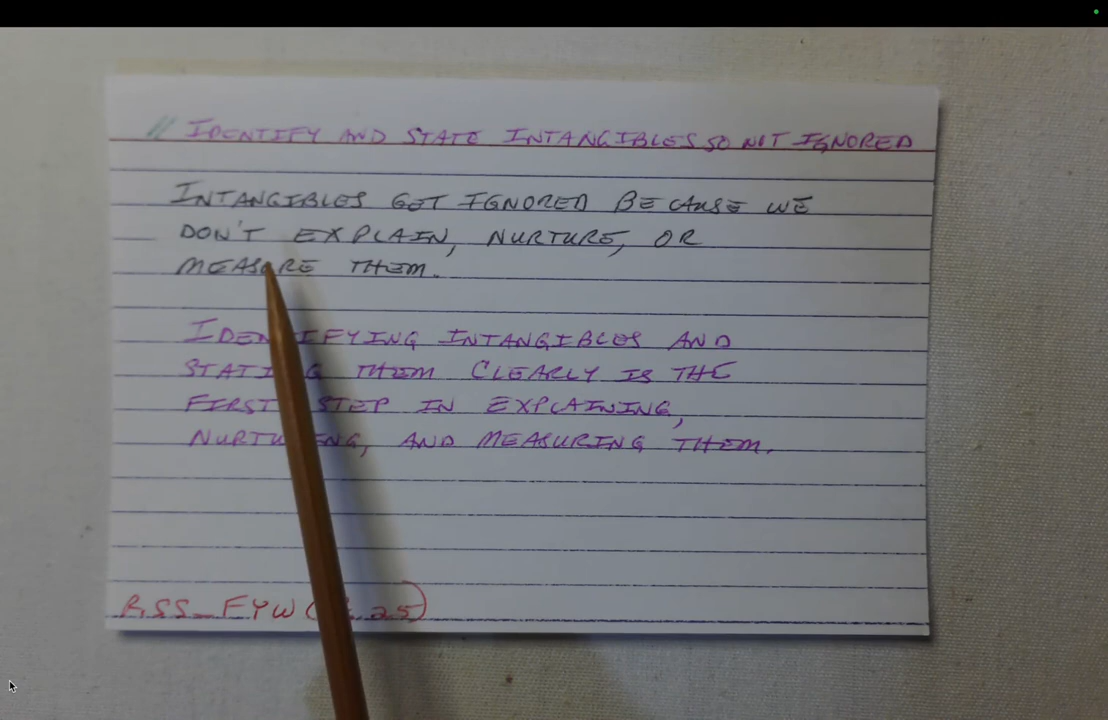 // IDENTIFY AND STATE INTANGIBLES SO NOT IGNORED
INTANGIBLES GET IGNORED BECAUSE WE
DON'T EXPLAIN, NURTURE, OR
MEASURE THEM.
IDENTIFYING INTANGIBLES AND
STATING THEM CLEARLY IS THE
FIRST STEP IN EXPLAINING,
NURTURING, AND MEASURING THEM.
RSS_FYW ( 25)